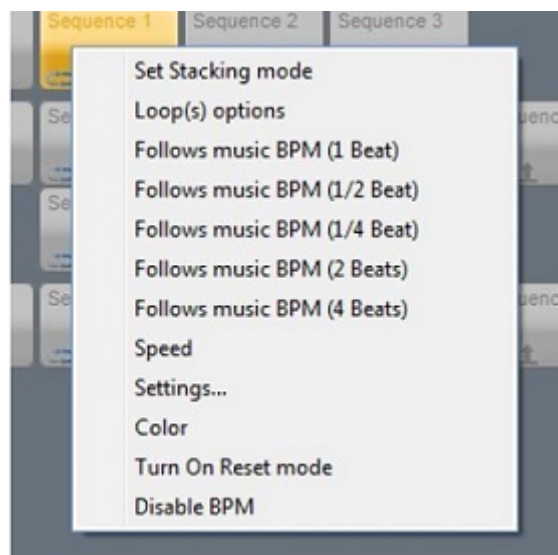 Sequence 1 Sequence 2 Sequence 3
Set Stacking mode
Loop(s) options
Follows music BPM (1 Beat)
Follows music BPM (1/2 Beat)
Follows music BPM (1/4 Beat)
Follows music BPM (2 Beats)
Follows music BPM (4 Beats)
Speed
Settings...
Color
Turn On Reset mode
Disable BPM